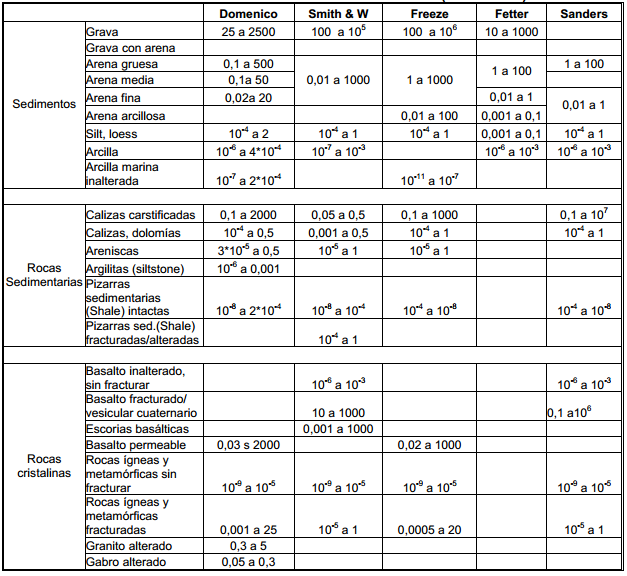 Domenico Smith & W Freeze Fetter Sanders
Sedimentos
Grava 25 a 2500 100 a 10⁵ 100 a 10⁶ 10 a 1000
Grava con arena
Arena gruesa 0,1 a 500 0,01 a 1000 1 a 1000 1 a 100 1 a 100
Arena media 0,1a 50
Arena fina 0,02a 20 0,01 a 1 0,01 a 1
Arena arcillosa 0,01 a 100 0,001 a 0,1
Silt, loess 10⁻⁴ a 2 10⁻⁴ a 1 10⁻⁴ a 1 0,001 a 0,1 10⁻⁴ a 1
Arcilla 10⁻⁶ a 4*10⁻⁴ 10⁻⁷ a 10⁻³ 10⁻⁶ a 10⁻³ 10⁻⁶ a 10⁻³
Arcilla marina
inalterada 10⁻⁷ a 2*10⁻⁴ 10⁻¹¹ a 10⁻⁷
Rocas
Sedimentarias
Calizas carstificadas 0,1 a 2000 0,05 a 0,5 0,1 a 1000 0,1 a 10⁷
Calizas, dolomías 10⁻⁴ a 0,5 0,001 a 0,5 10⁻⁴ a 1 10⁻⁴ a 1
Areniscas 3*10⁻⁵ a 0,5 10⁻⁵ a 1 10⁻⁵ a 1
Argilitas (siltstone) 10⁻⁶ a 0,001
Pizarras
sedimentarias
(Shale) intactas 10⁻⁸ a 2*10⁻⁴ 10⁻⁸ a 10⁻⁴ 10⁻⁴ a 10⁻⁸ 10⁻⁴ a 10⁻⁸
Pizarras sed.(Shale)
fracturadas/alteradas 10⁻⁴ a 1
Rocas
cristalinas
Basalto inalterado,
sin fracturar 10⁻⁶ a 10⁻³ 10⁻⁶ a 10⁻³
Basalto fracturado/
vesicular cuaternario 10 a 1000 0,1 a10⁶
Escorias basálticas 0,001 a 1000
Basalto permeable 0,03 s 2000 0,02 a 1000
Rocas ígneas y
metamórficas sin
fracturar 10⁻⁹ a 10⁻⁵ 10⁻⁹ a 10⁻⁵ 10⁻⁹ a 10⁻⁵ 10⁻⁹ a 10⁻⁵
Rocas ígneas y
metamórficas
fracturadas 0,001 a 25 10⁻⁵ a 1 0,0005 a 20 10⁻⁵ a 1
Granito alterado 0,3 a 5
Gabro alterado 0,05 a 0,3